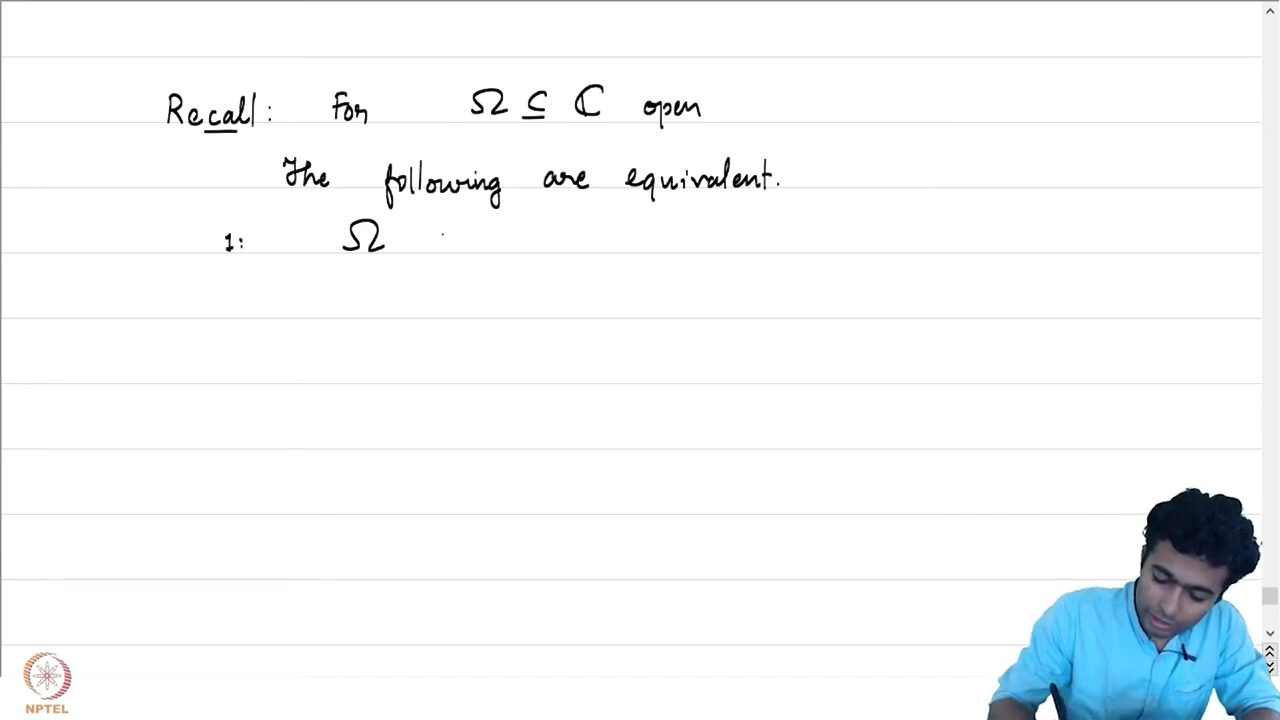 Recall: For Ω ⊆ ℂ open
The following are equivalent.
1: Ω
NPTEL